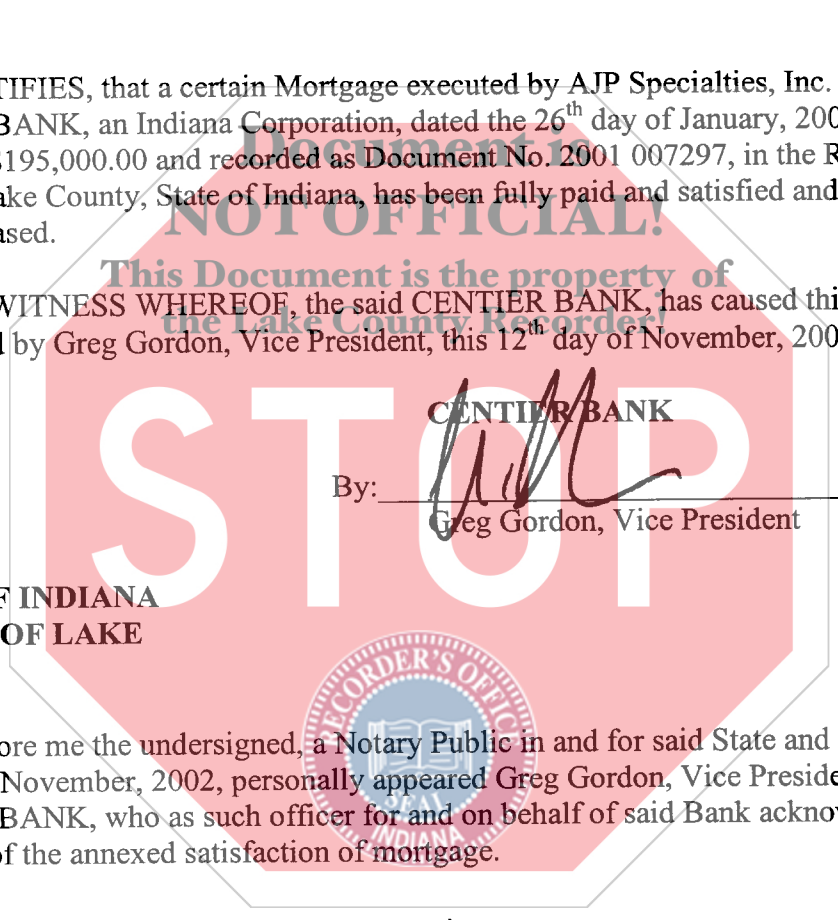 TIFIES, that a certain Mortgage executed by AJP Specialties, Inc.
BANK, an Indiana Corporation, dated the 26th day of January, 200
$195,000.00 and recorded as Document No. 2001 007297, in the R
ake County, State of Indiana, has been fully paid and satisfied and
ased.
Document is
NOT OFFICIAL!
This Document is the property of
the Lake County Recorder!
WITNESS WHEREOF, the said CENTIER BANK, has caused thi
d by Greg Gordon, Vice President, this 12th day of November, 200
STOP
CENTIER BANK
By:
Greg Gordon, Vice President
F INDIANA
OF LAKE
RECORDER'S OFFIC
SEAL
INDIANA
ore me the undersigned, a Notary Public in and for said State and
November, 2002, personally appeared Greg Gordon, Vice Preside
BANK, who as such officer for and on behalf of said Bank acknow
of the annexed satisfaction of mortgage.